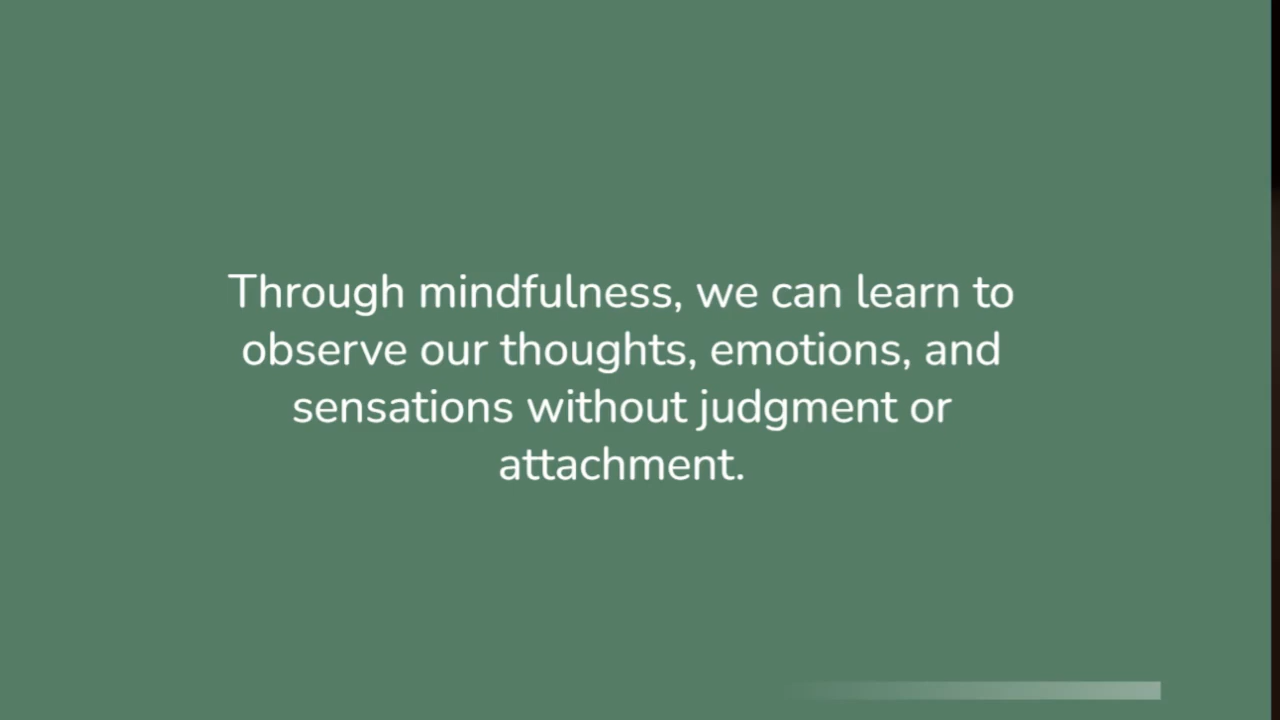 Through mindfulness, we can learn to
observe our thoughts, emotions, and
sensations without judgment or
attachment.